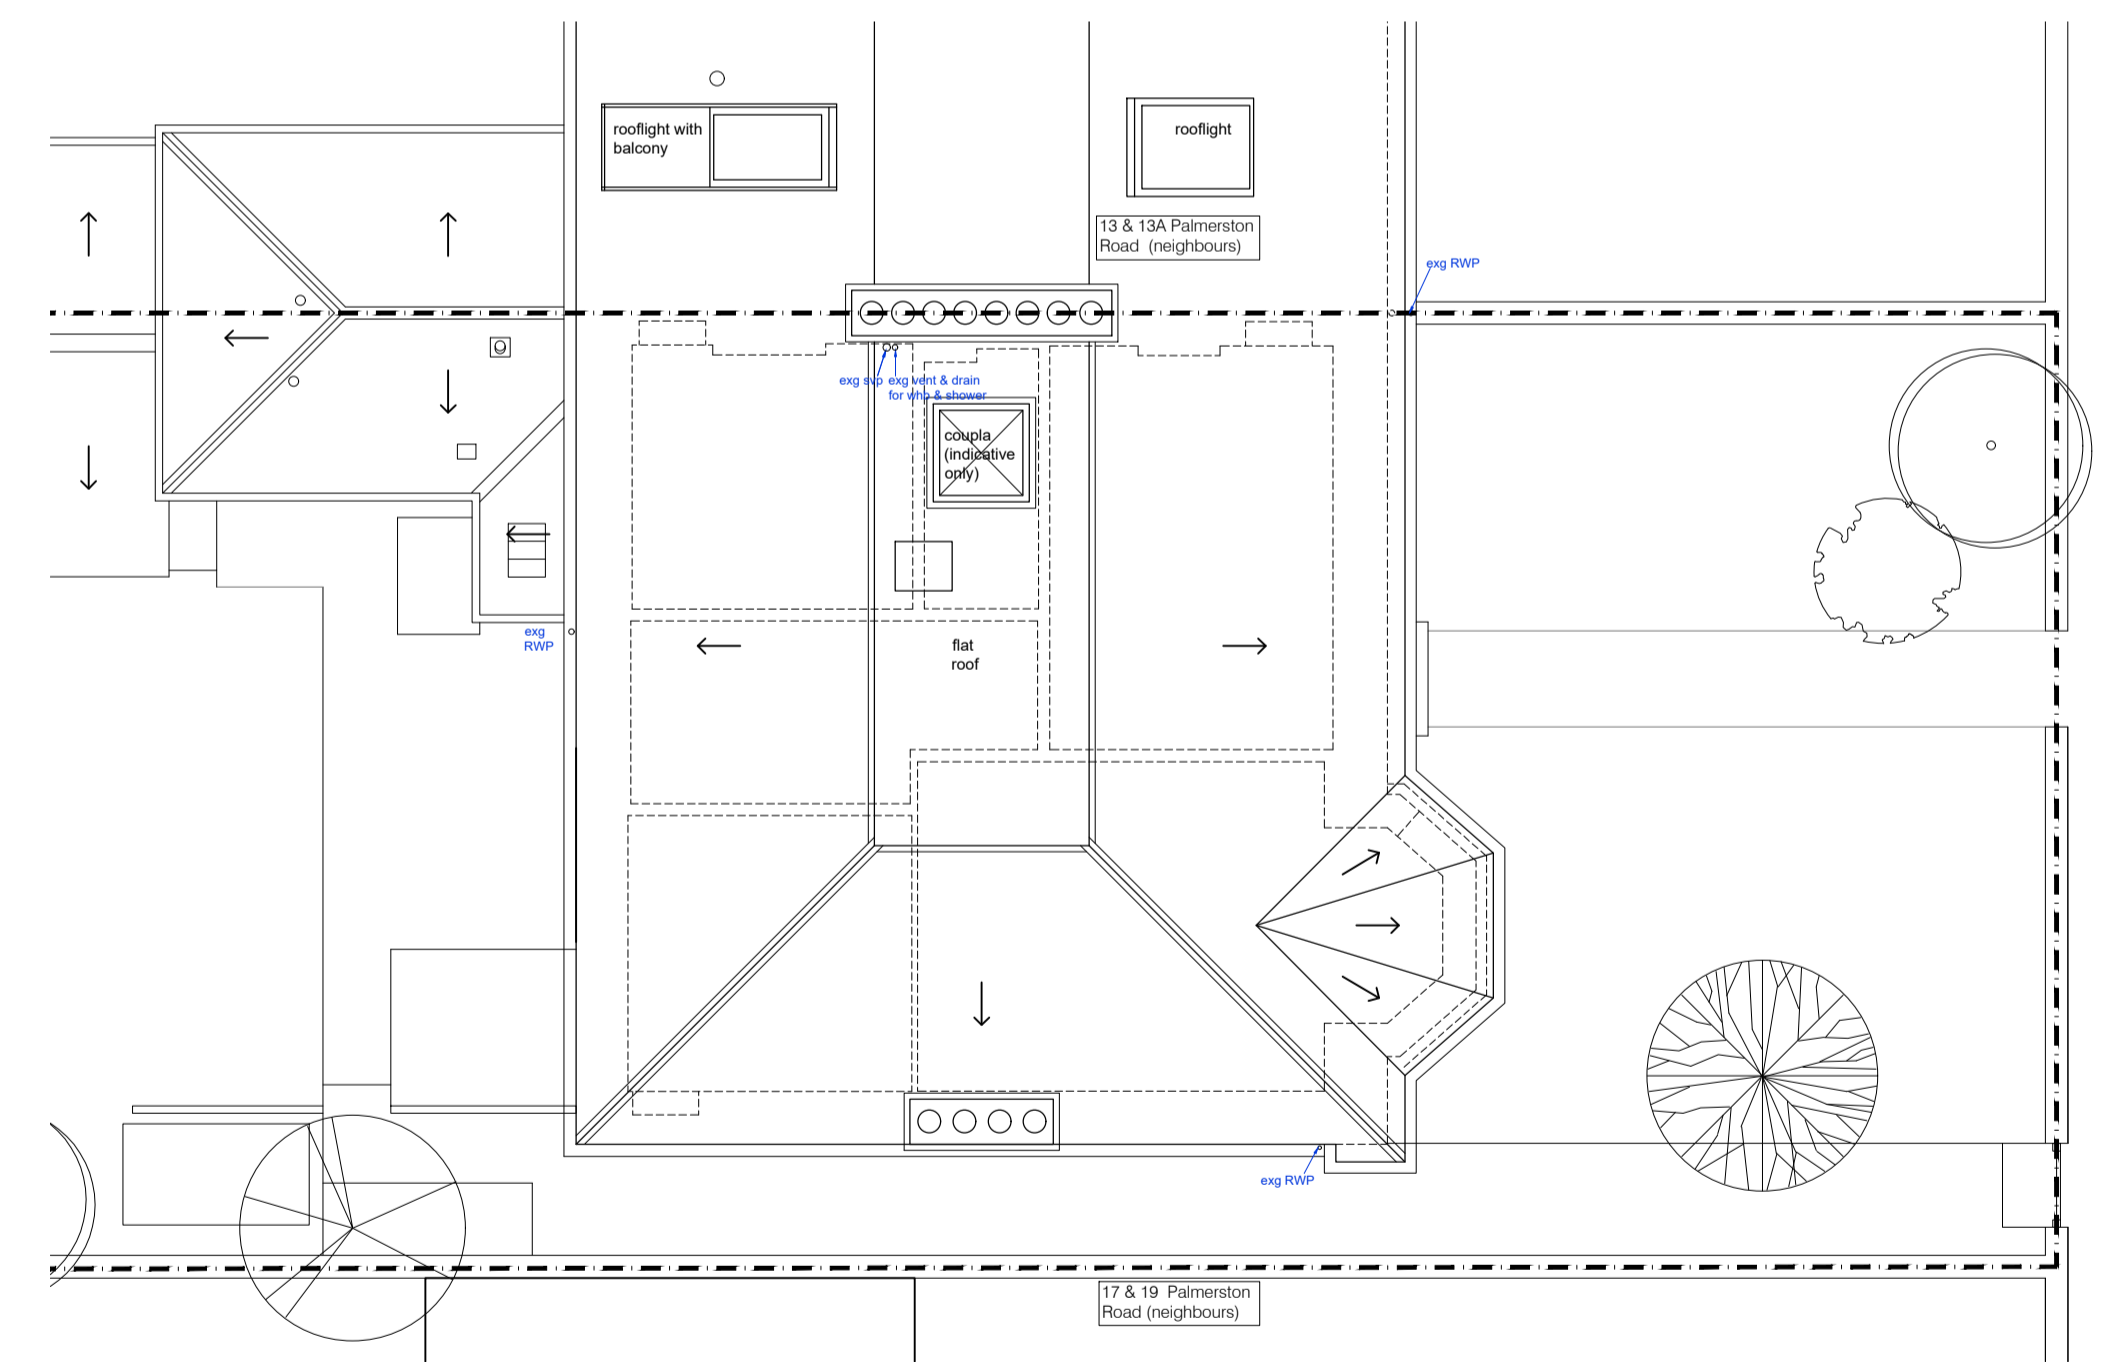 rooflight with
balcony
rooflight
13 & 13A Palmerston
Road (neighbours)
exg RWP
exg svp
exg vent & drain
for whb & shower
coupla
(indicative
only)
exg
RWP
flat
roof
exg RWP
17 & 19 Palmerston
Road (neighbours)